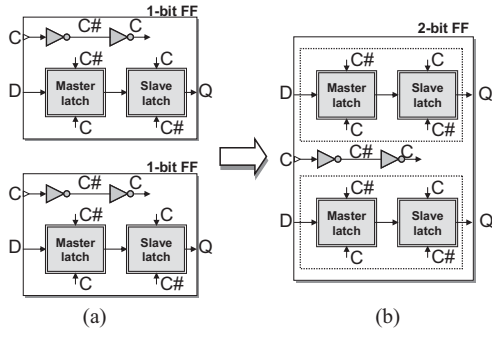 1-bit FF
C C# C
C# C
D Master latch Slave latch Q
C C#
1-bit FF
C C# C
C# C
D Master latch Slave latch Q
C C#
(a)
2-bit FF
C# C
D Master latch Slave latch Q
C C#
C C# C
C# C
D Master latch Slave latch Q
C C#
(b)